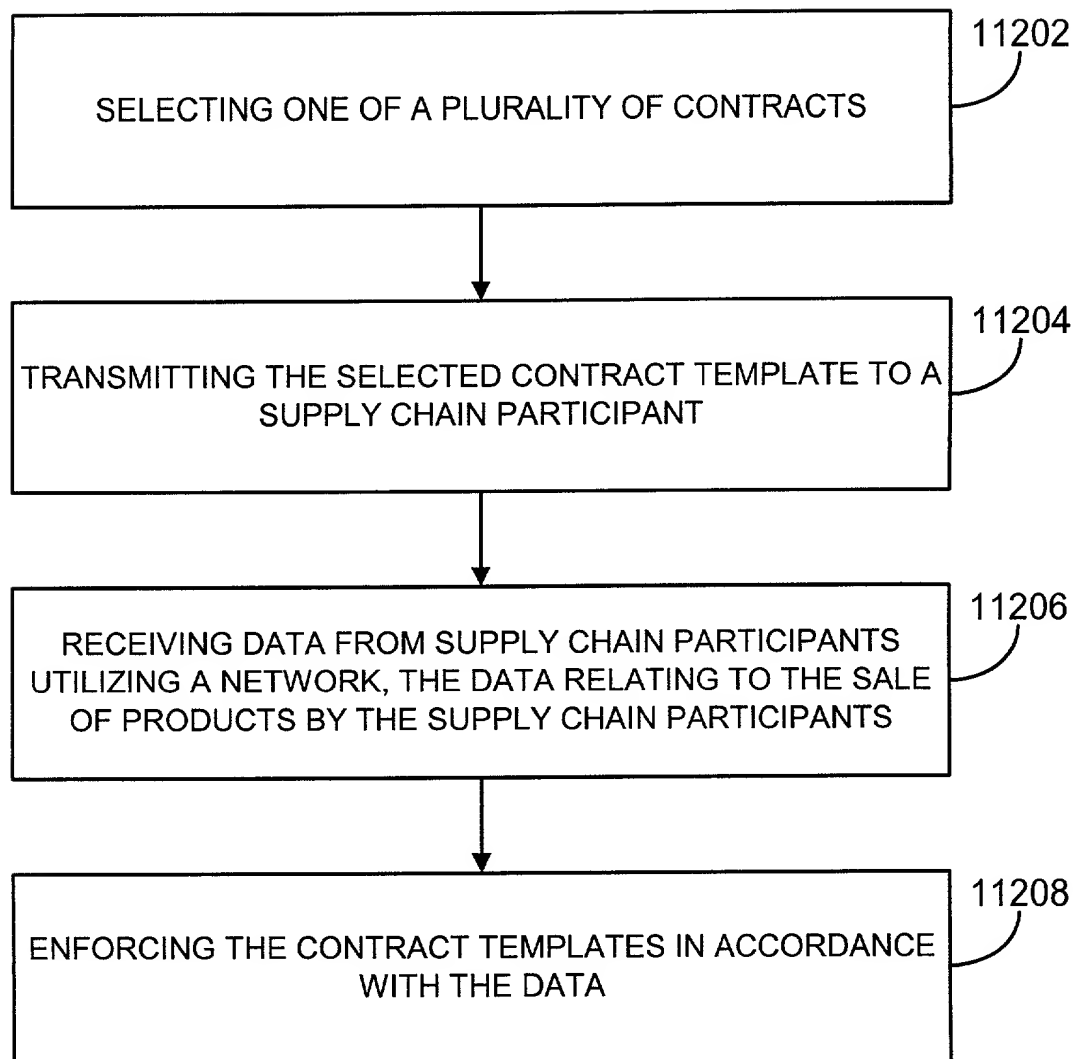 11202
SELECTING ONE OF A PLURALITY OF CONTRACTS
11204
TRANSMITTING THE SELECTED CONTRACT TEMPLATE TO A
SUPPLY CHAIN PARTICIPANT
11206
RECEIVING DATA FROM SUPPLY CHAIN PARTICIPANTS
UTILIZING A NETWORK, THE DATA RELATING TO THE SALE
OF PRODUCTS BY THE SUPPLY CHAIN PARTICIPANTS
11208
ENFORCING THE CONTRACT TEMPLATES IN ACCORDANCE
WITH THE DATA